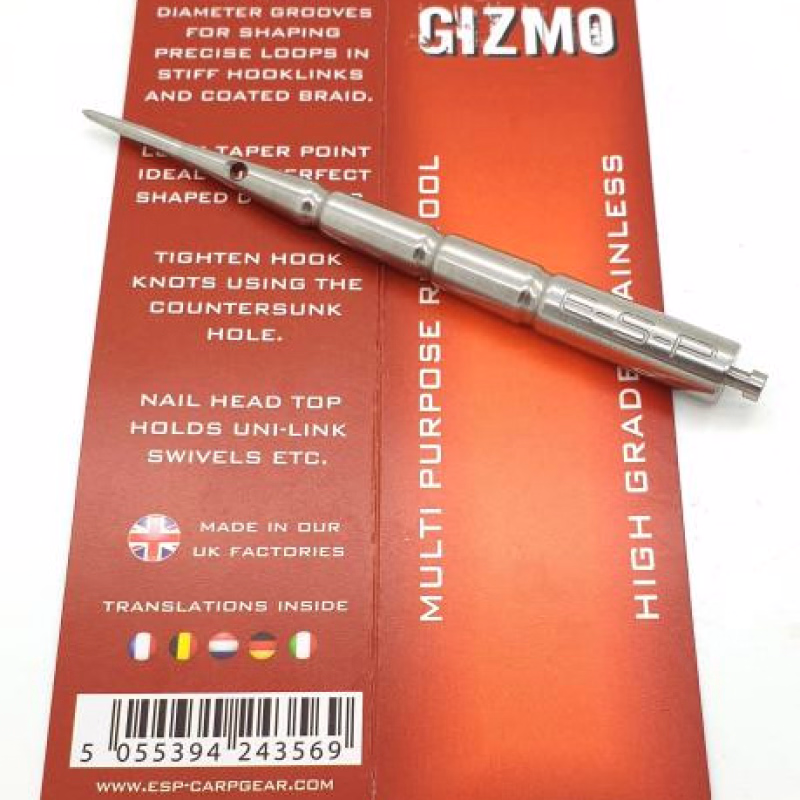 DIAMETER GROOVES
FOR SHAPING
PRECISE LOOPS IN
STIFF HOOKLINKS
AND COATED BRAID.
TAPER POINT
IDEAL
SHAPED
TIGHTEN HOOK
KNOTS USING THE
COUNTERSUNK
HOLE.
NAIL HEAD TOP
HOLDS UNI-LINK
SWIVELS ETC.
MADE IN OUR
UK FACTORIES
TRANSLATIONS INSIDE
5 055394 243569
WWW.ESP-CARPGEAR.COM
GIZMO
MULTI PURPOSE
HIGH GRADE
E-S-P